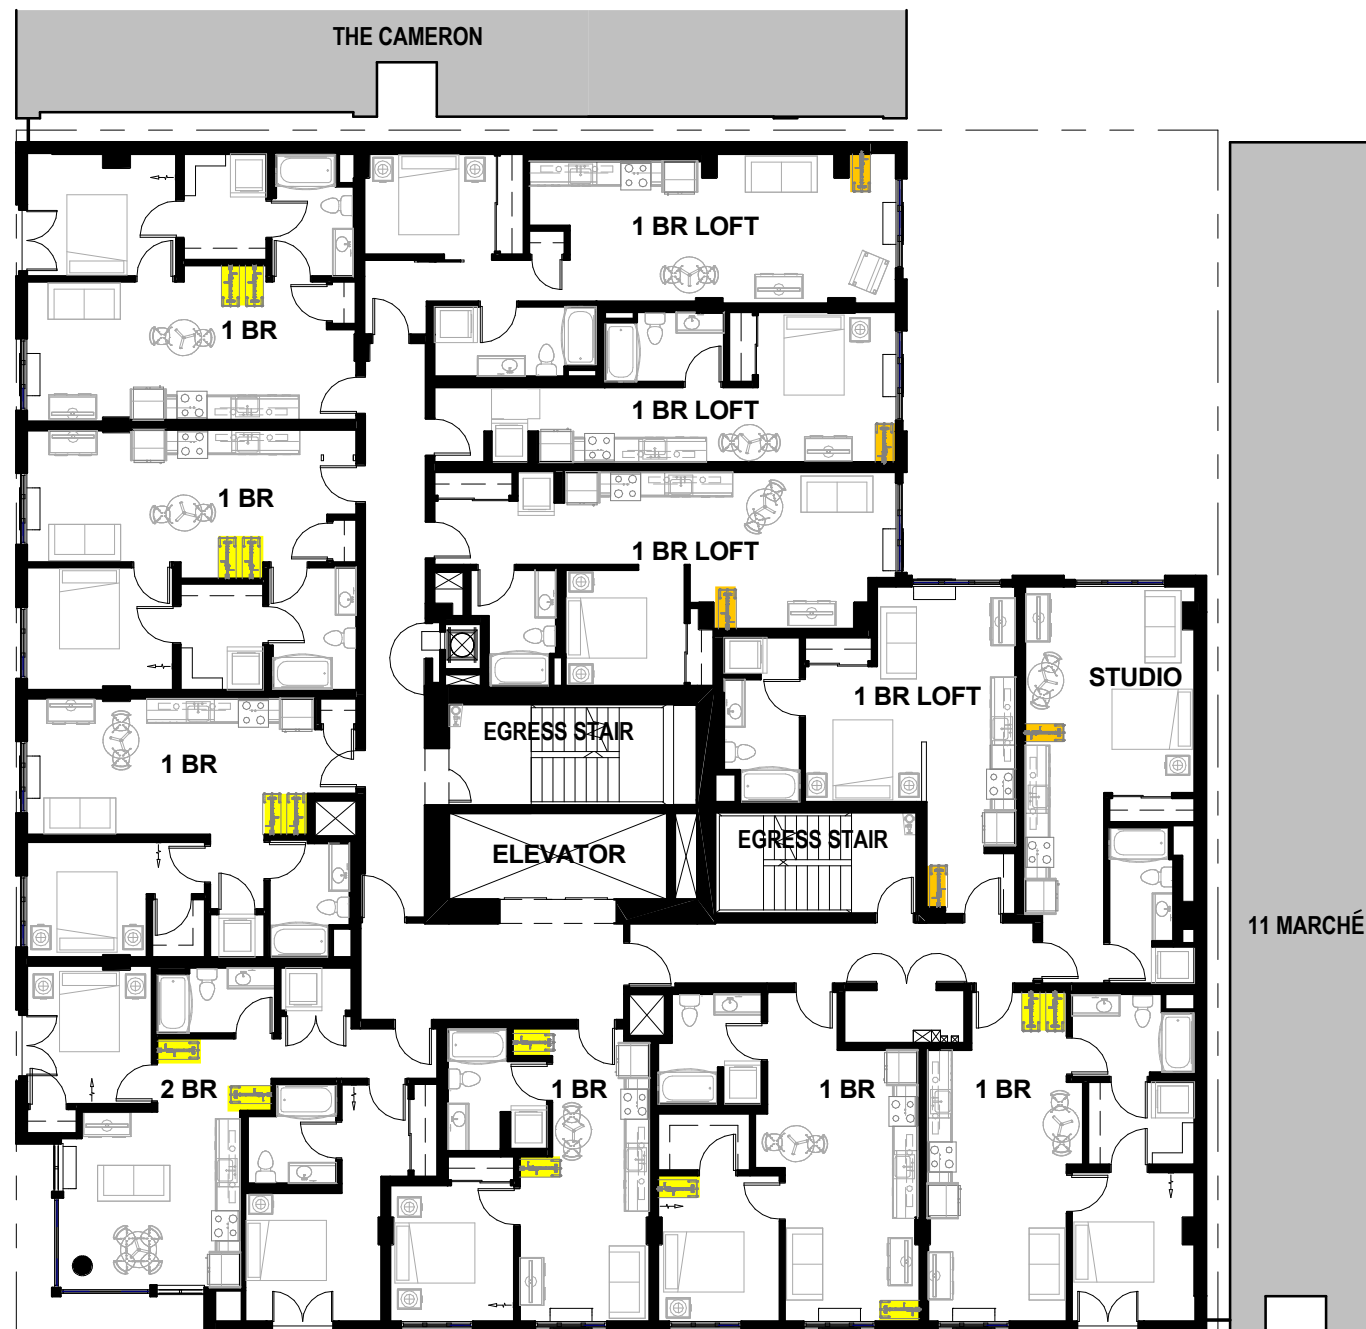 THE CAMERON
1 BR LOFT
1 BR
1 BR LOFT
1 BR
1 BR LOFT
STUDIO
1 BR LOFT
EGRESS STAIR
1 BR
EGRESS STAIR
ELEVATOR
11 MARCHÉ
2 BR
1 BR
1 BR
1 BR